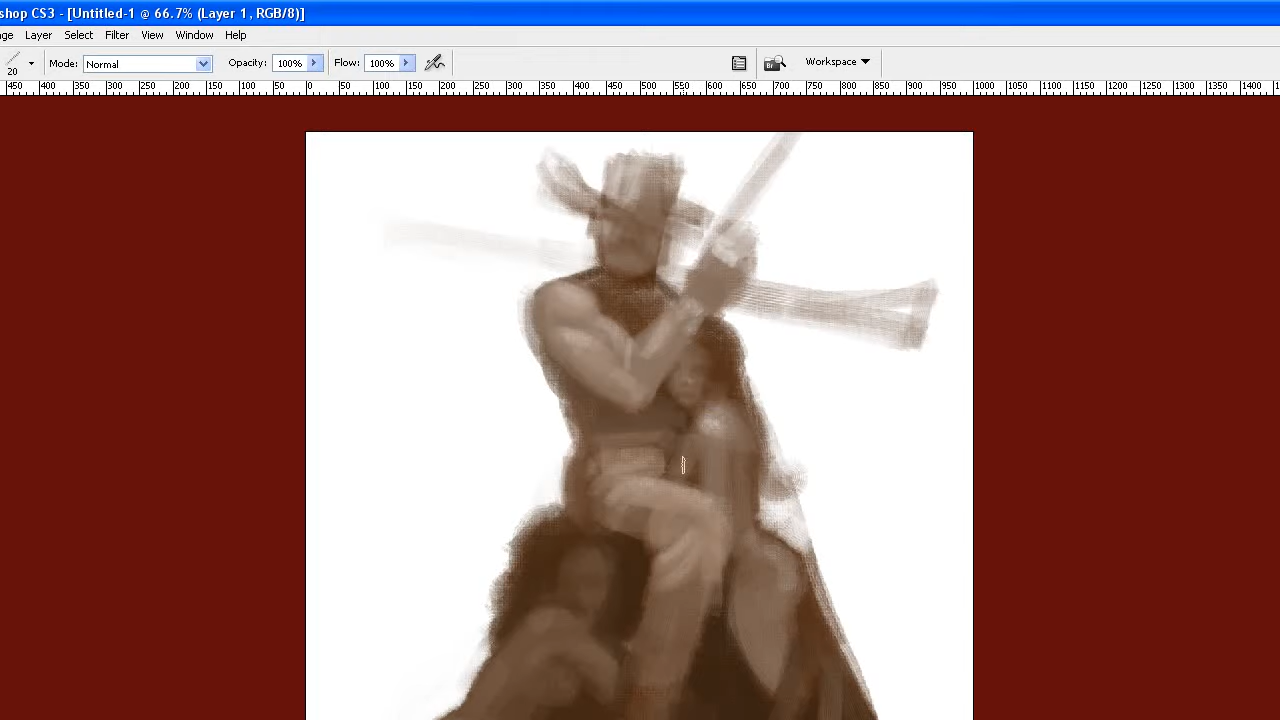 shop CS3 - [Untitled-1 @ 66.7% (Layer 1, RGB/8)]
ge Layer Select Filter View Window Help
20 Mode: Normal Opacity: 100% Flow: 100% Br Workspace
450 400 350 300 250 200 150 100 50 0 50 100 150 200 250 300 350 400 450 500 550 600 650 700 750 800 850 900 950 1000 1050 1100 1150 1200 1250 1300 1350 1400 1